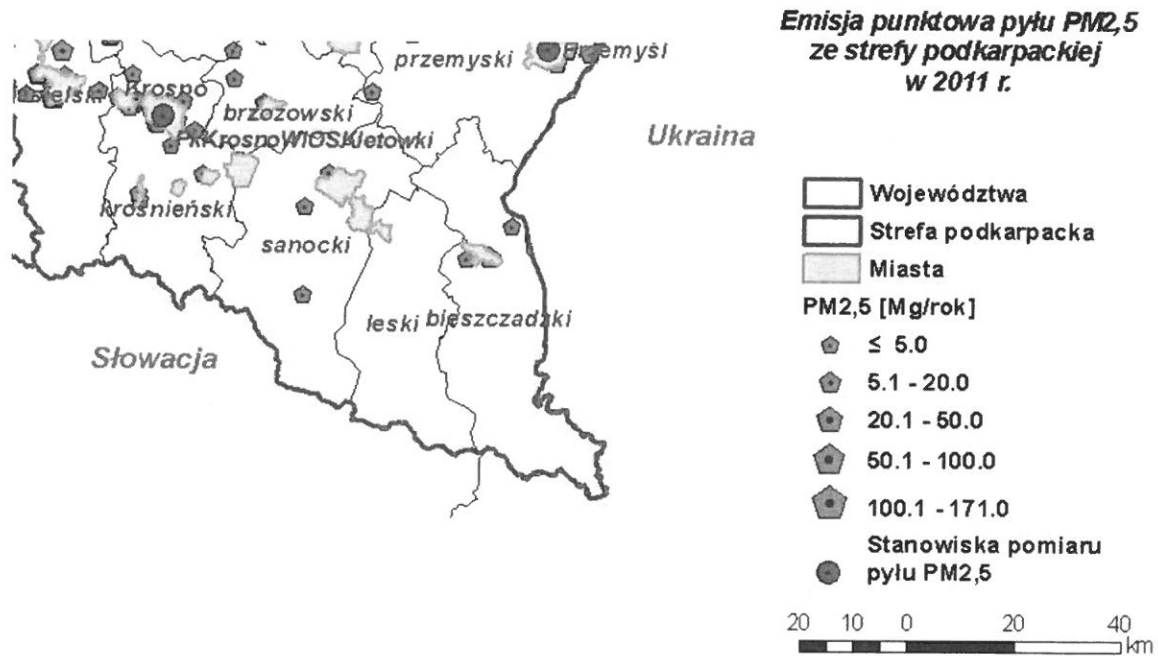 Emisja punktowa pyłu PM2,5
ze strefy podkarpackiej
w 2011 r.
przemyski
Przemyśl
Krosno
brzozowski
Ukraina
krośnieński
sanocki
leski
bieszczadzki
Słowacja
Województwa
Strefa podkarpacka
Miasta
PM2,5 [Mg/rok]
≤ 5.0
5.1 - 20.0
20.1 - 50.0
50.1 - 100.0
100.1 - 171.0
Stanowiska pomiaru
pyłu PM2,5
20 10 0 20 40
km